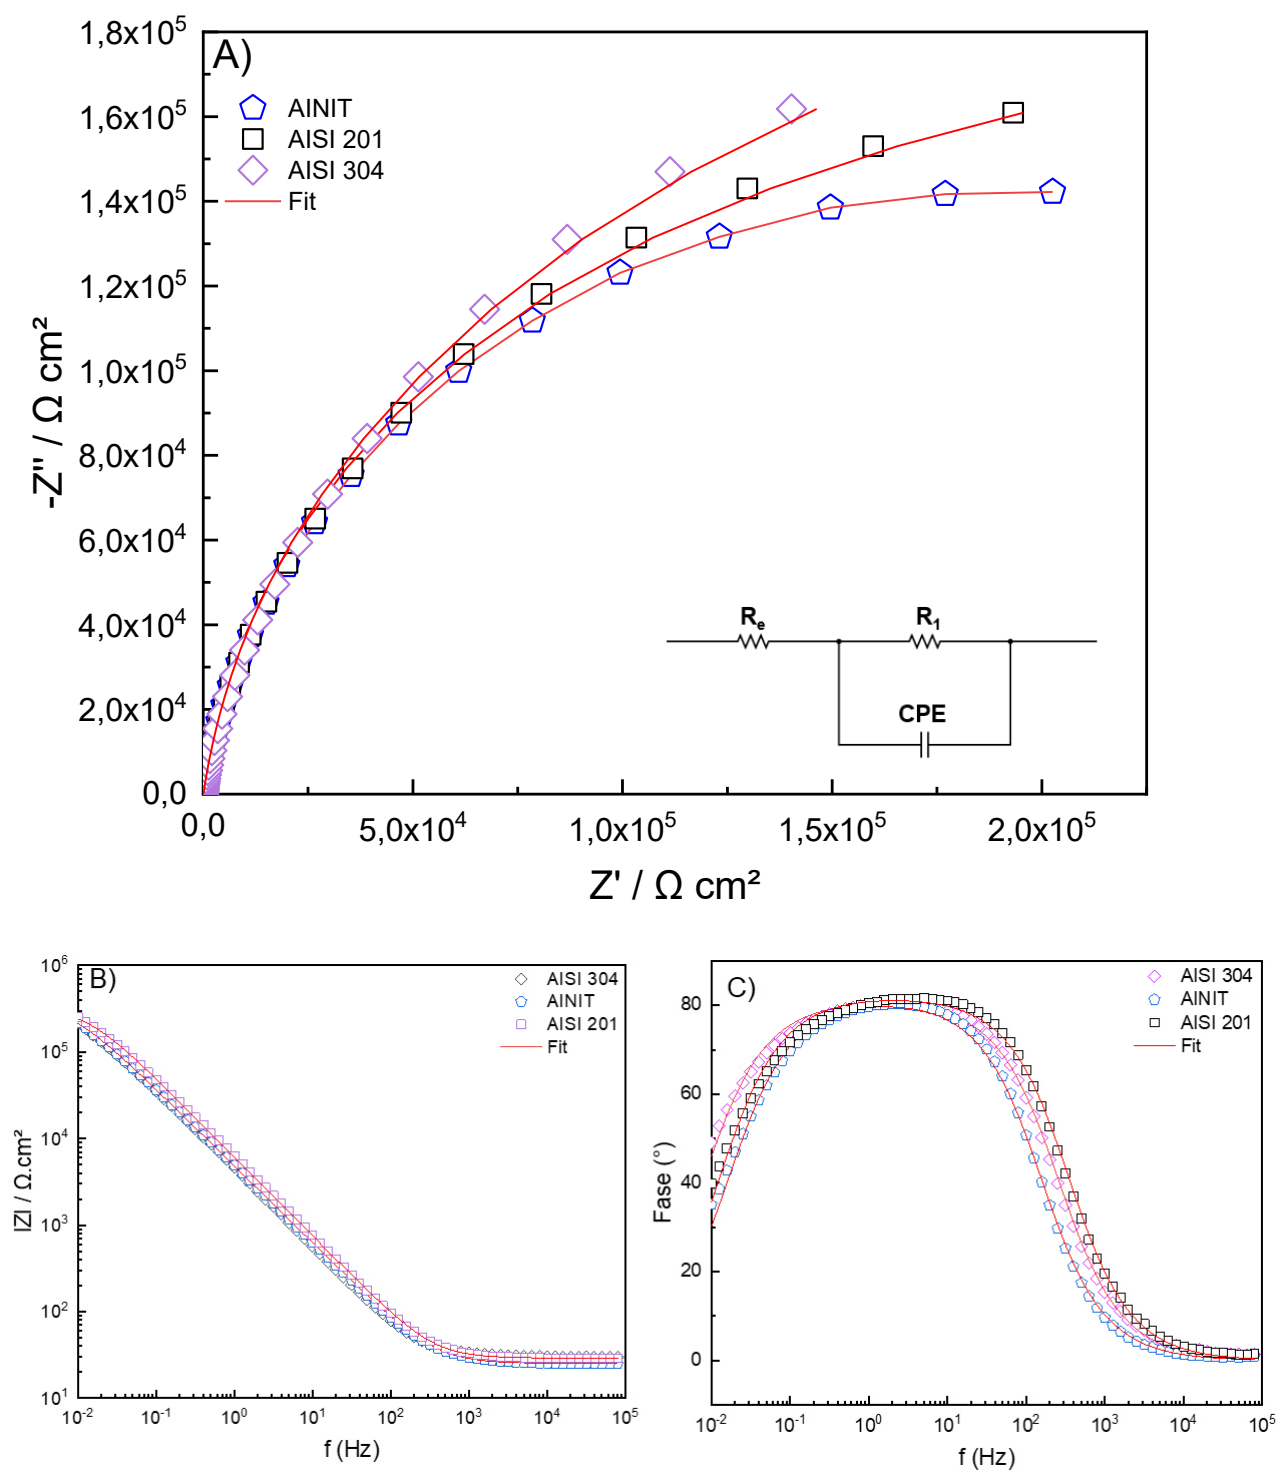 A)
1,8x10⁵
1,6x10⁵
1,4x10⁵
1,2x10⁵
1,0x10⁵
8,0x10⁴
6,0x10⁴
4,0x10⁴
2,0x10⁴
0,0
-Z'' / Ω cm²
AINIT
AISI 201
AISI 304
Fit
Rₑ
R₁
CPE
0,0 5,0x10⁴ 1,0x10⁵ 1,5x10⁵ 2,0x10⁵
Z' / Ω cm²
B)
10⁶
10⁵
10⁴
10³
10²
10¹
|Z| / Ω.cm²
AISI 304
AINIT
AISI 201
Fit
10⁻² 10⁻¹ 10⁰ 10¹ 10² 10³ 10⁴ 10⁵
f (Hz)
C)
80
60
40
20
0
Fase (°)
AISI 304
AINIT
AISI 201
Fit
10⁻² 10⁻¹ 10⁰ 10¹ 10² 10³ 10⁴ 10⁵
f (Hz)